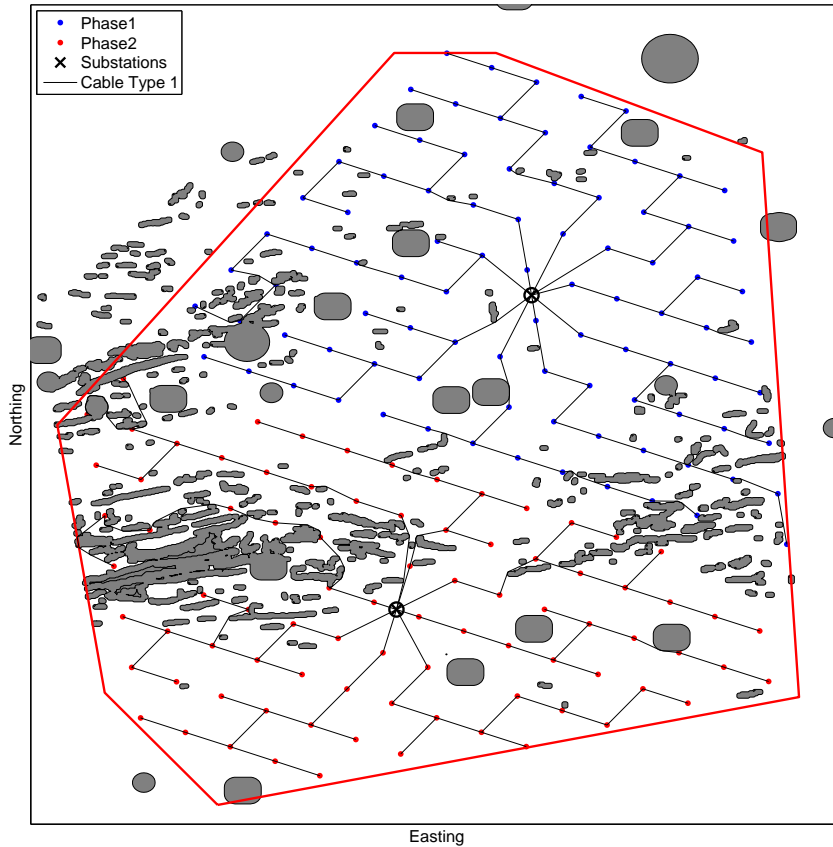 Phase1
Phase2
Substations
Cable Type 1
Northing
Easting